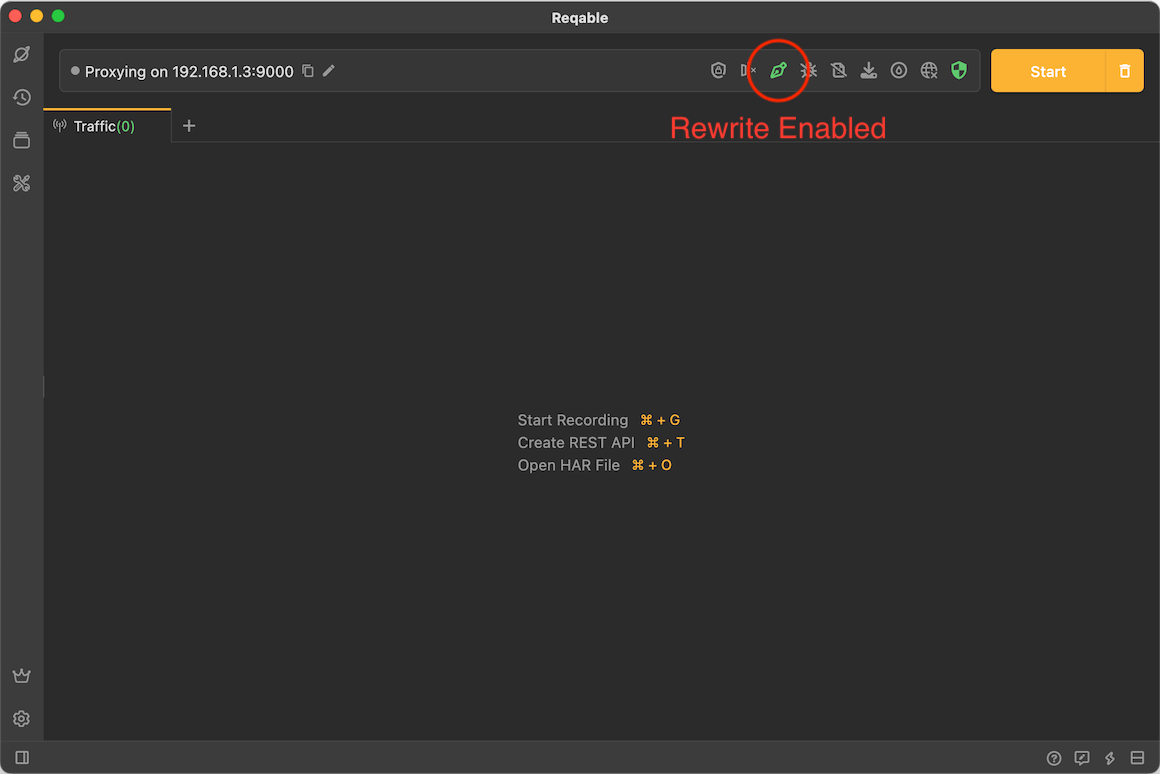 Reqable
Proxying on 192.168.1.3:9000
Start
Traffic(0)
Rewrite Enabled
Start Recording ⌘ + G
Create REST API ⌘ + T
Open HAR File ⌘ + O